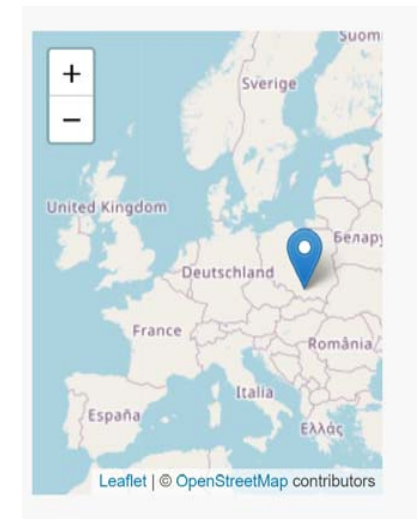 Suom
+
Sverige
−
United Kingdom
Белару
Deutschland
France
România
Italia
España
Ελλάς
Leaflet | © OpenStreetMap contributors